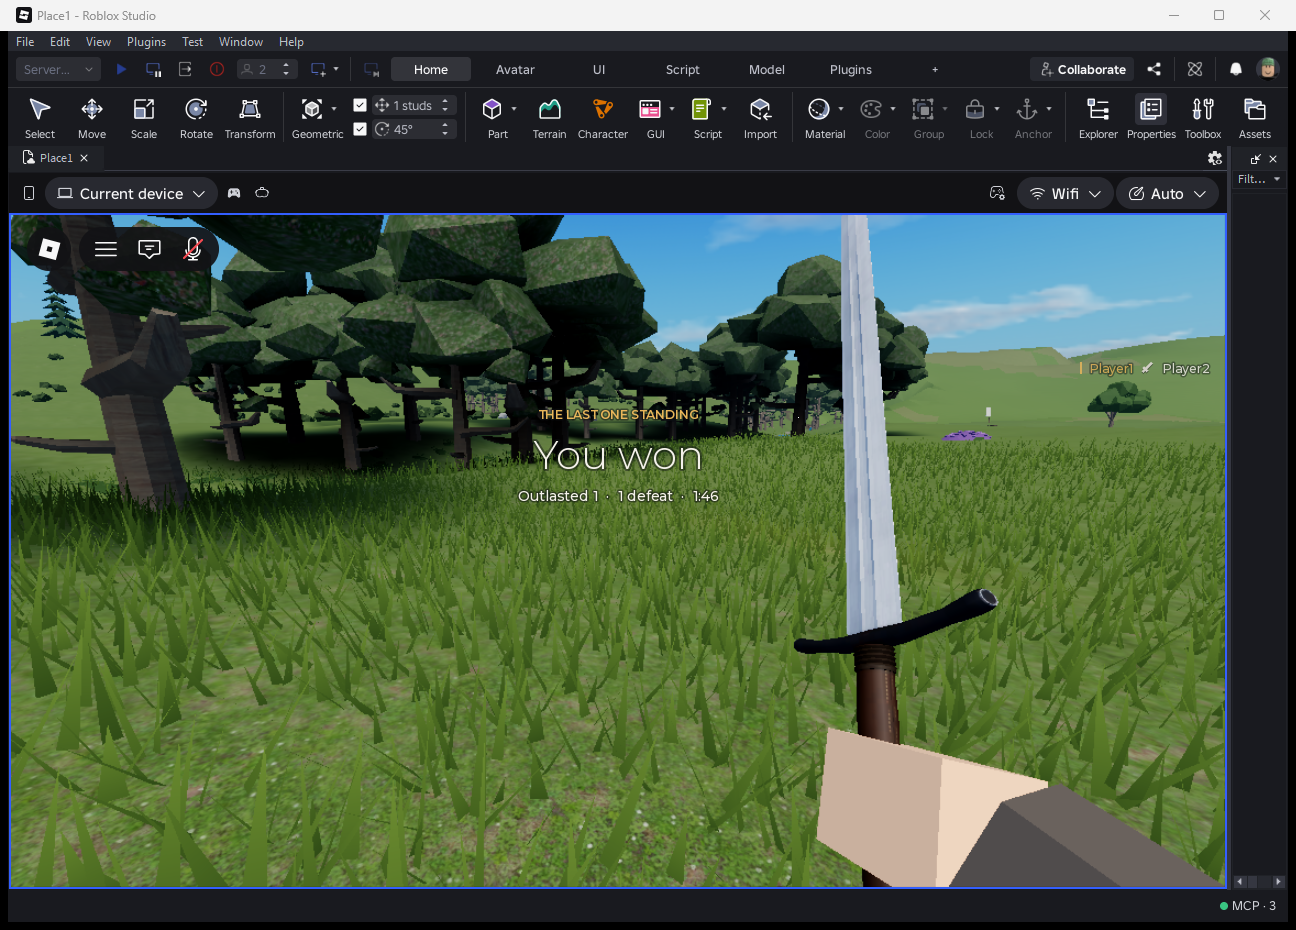 Place1 - Roblox Studio
File Edit View Plugins Test Window Help
Server... 2 Home Avatar UI Script Model Plugins + Collaborate
1 studs
45°
Select Move Scale Rotate Transform Geometric Part Terrain Character GUI Script Import Material Color Group Lock Anchor Explorer Properties Toolbox Assets
Place1
Filt...
Current device Wifi Auto
Player1 Player2
THE LAST ONE STANDING
You won
Outlasted 1 · 1 defeat · 1:46
MCP · 3